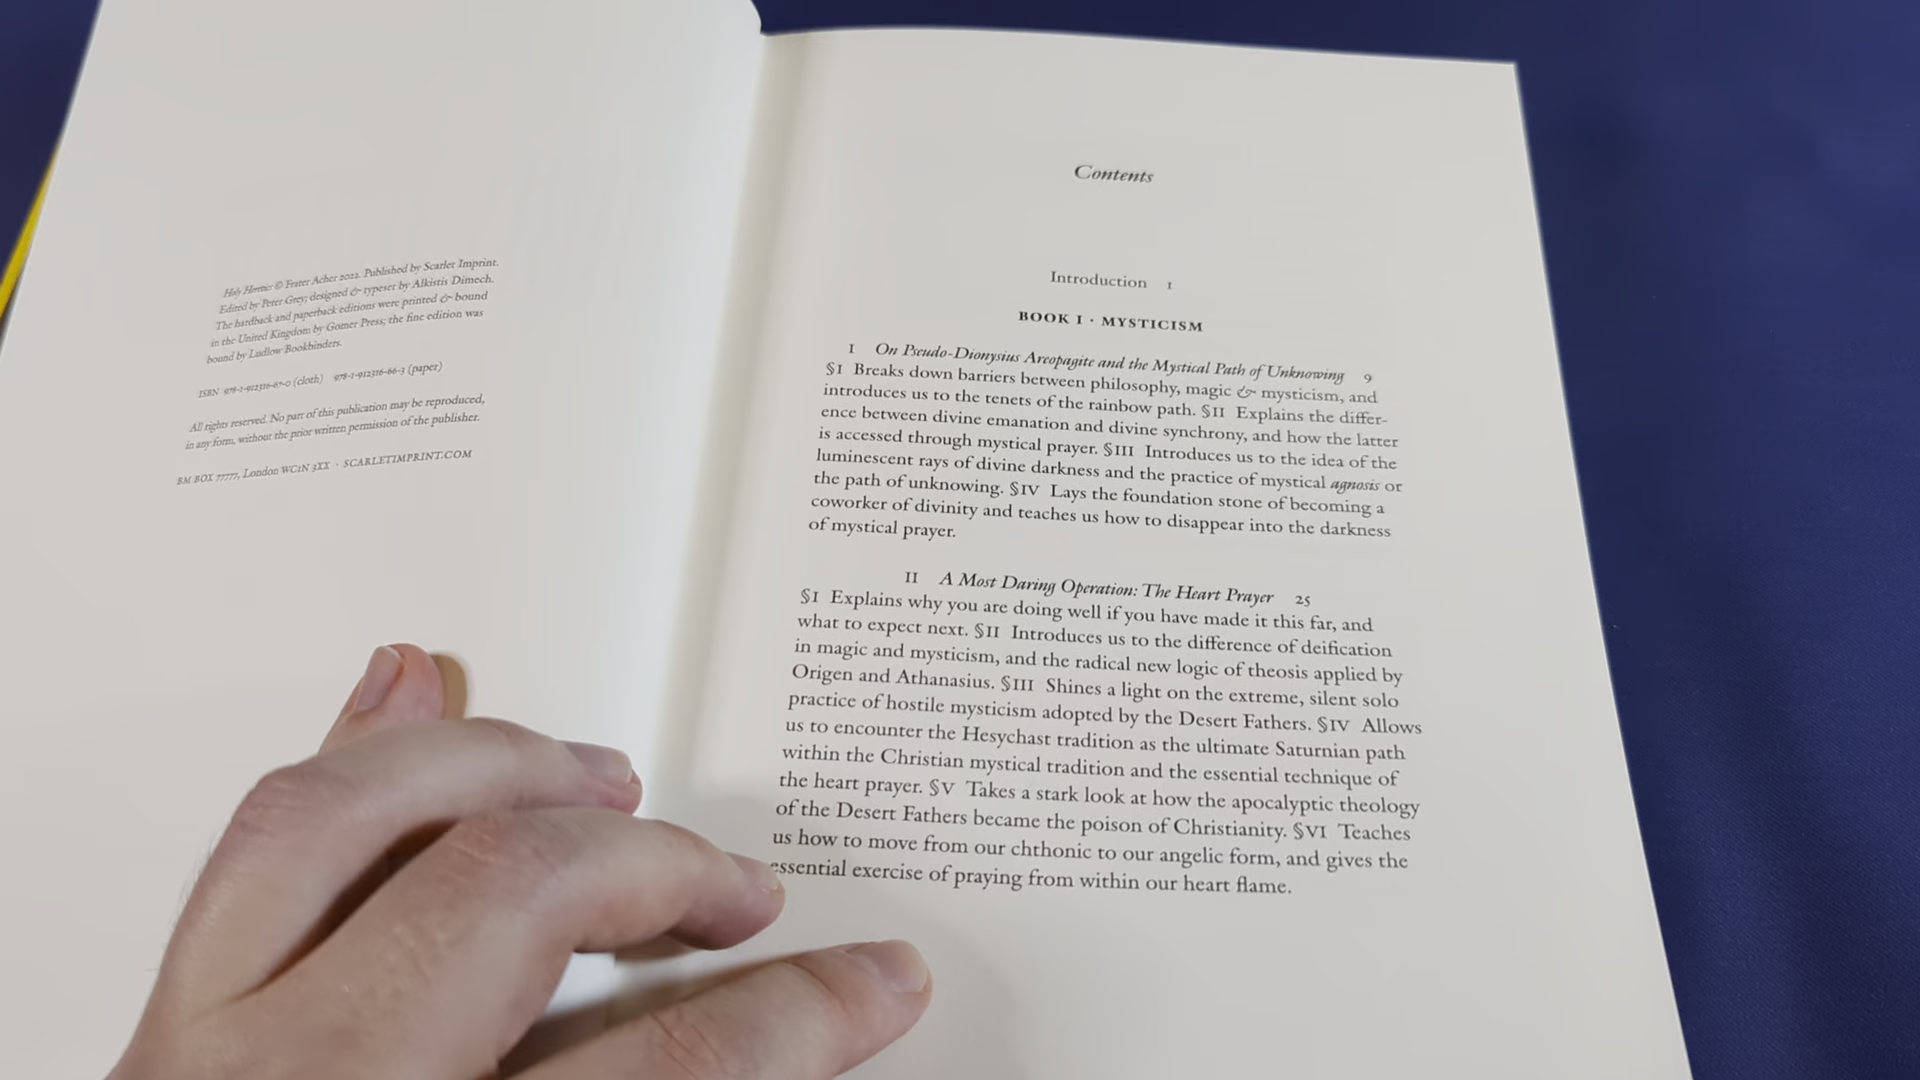 Holy Heretics © Frater Acher 2022. Published by Scarlet Imprint.
Edited by Peter Grey; designed & typeset by Alkistis Dimech.
The hardback and paperback editions were printed & bound
in the United Kingdom by Gomer Press; the fine edition was
bound by Ludlow Bookbinders.
ISBN 978-1-912316-67-0 (cloth) 978-1-912316-66-3 (paper)
All rights reserved. No part of this publication may be reproduced,
in any form, without the prior written permission of the publisher.
BM BOX 77777, London WC1N 3XX · SCARLETIMPRINT.COM
Contents
Introduction 1
BOOK I · MYSTICISM
I On Pseudo-Dionysius Areopagite and the Mystical Path of Unknowing 9
§I Breaks down barriers between philosophy, magic & mysticism, and
introduces us to the tenets of the rainbow path. §II Explains the differ-
ence between divine emanation and divine synchrony, and how the latter
is accessed through mystical prayer. §III Introduces us to the idea of the
luminescent rays of divine darkness and the practice of mystical agnosis or
the path of unknowing. §IV Lays the foundation stone of becoming a
coworker of divinity and teaches us how to disappear into the darkness
of mystical prayer.
II A Most Daring Operation: The Heart Prayer 25
§I Explains why you are doing well if you have made it this far, and
what to expect next. §II Introduces us to the difference of deification
in magic and mysticism, and the radical new logic of theosis applied by
Origen and Athanasius. §III Shines a light on the extreme, silent solo
practice of hostile mysticism adopted by the Desert Fathers. §IV Allows
us to encounter the Hesychast tradition as the ultimate Saturnian path
within the Christian mystical tradition and the essential technique of
the heart prayer. §V Takes a stark look at how the apocalyptic theology
of the Desert Fathers became the poison of Christianity. §VI Teaches
us how to move from our chthonic to our angelic form, and gives the
essential exercise of praying from within our heart flame.